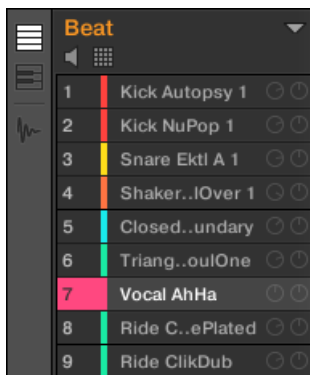 Beat
1 Kick Autopsy 1
2 Kick NuPop 1
3 Snare Ektl A 1
4 Shaker..lOver 1
5 Closed..undary
6 Triang..oulOne
7 Vocal AhHa
8 Ride C..ePlated
9 Ride ClikDub